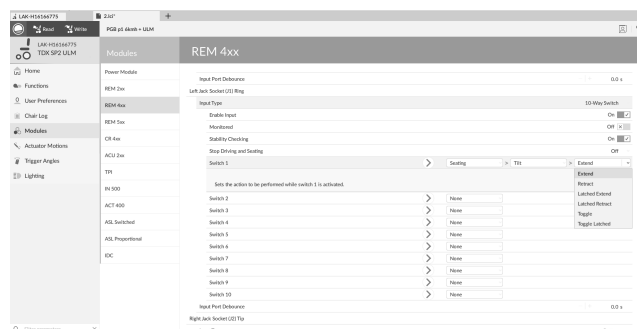 LAK-H16166775
2.lci*
+
Read Write PGB pš 6kmh + ULM
LAK-H16166775
TDX SP2 ULM
Modules
REM 4xx
Home
Functions
User Preferences
Chair Log
Modules
Actuator Motions
Trigger Angles
Lighting
Power Module
REM 2xx
REM 4xx
REM 5xx
CR 4xx
ACU 2xx
TPI
IN 500
ACT 400
ASL Switched
ASL Proportional
IDC
Input Port Debounce 0.0 s
Left Jack Socket (J1) Ring
Input Type 10-Way Switch
Enable Input On
Monitored Off
Stability Checking On
Stop Driving and Seating Off
Switch 1 Seating > Tilt > Extend
Extend
Retract
Latched Extend
Latched Retract
Toggle
Toggle Latched
Sets the action to be performed while switch 1 is activated.
Switch 2 None
Switch 3 None
Switch 4 None
Switch 5 None
Switch 6 None
Switch 7 None
Switch 8 None
Switch 9 None
Switch 10 None
Input Port Debounce 0.0 s
Right Jack Socket (J2) Tip